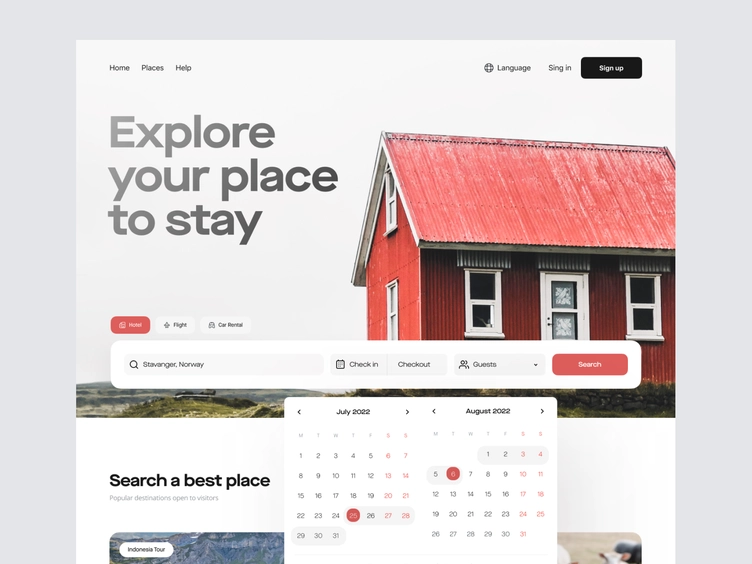 Home Places Help Language Sing in Sign up
Explore
your place
to stay
Hotel Flight Car Rental
Stavanger, Norway Check in Checkout Guests Search
July 2022 August 2022
M T W T F S S M T W T F S S
1 2 3 4 5 6 7 1 2 3 4
8 9 10 11 12 13 14 5 6 7 8 9 10 11
15 16 17 18 19 20 21 12 13 14 15 16 17 18
22 23 24 25 26 27 28 19 20 21 22 23 24 25
29 30 31 26 27 28 29 30 31
Search a best place
Popular destinations open to visitors
Indonesia Tour